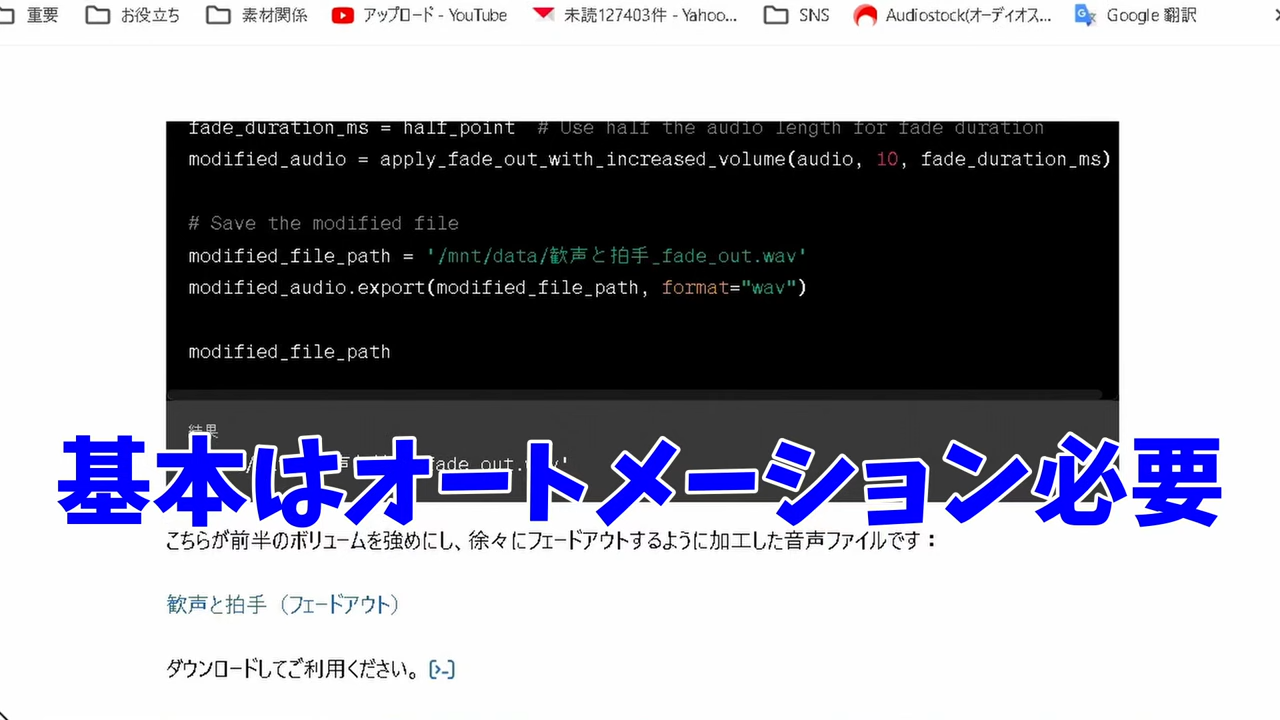 重要 お役立ち 素材関係 アップロード - YouTube 未読127403件 - Yahoo... SNS Audiostock(オーディオス... Google 翻訳
fade_duration_ms = half_point  # Use half the audio length for fade duration
modified_audio = apply_fade_out_with_increased_volume(audio, 10, fade_duration_ms)
# Save the modified file
modified_file_path = '/mnt/data/歓声と拍手_fade_out.wav'
modified_audio.export(modified_file_path, format="wav")
modified_file_path
結果
基本はオートメーション必要
こちらが前半のボリュームを強めにし、徐々にフェードアウトするように加工した音声ファイルです：
歓声と拍手（フェードアウト）
ダウンロードしてご利用ください。 [>-]